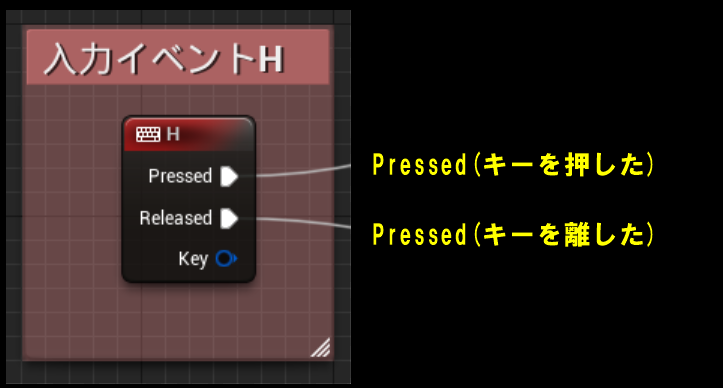 入力イベントH
H
Pressed
Released
Key
Pressed(キーを押した)
Pressed(キーを離した)